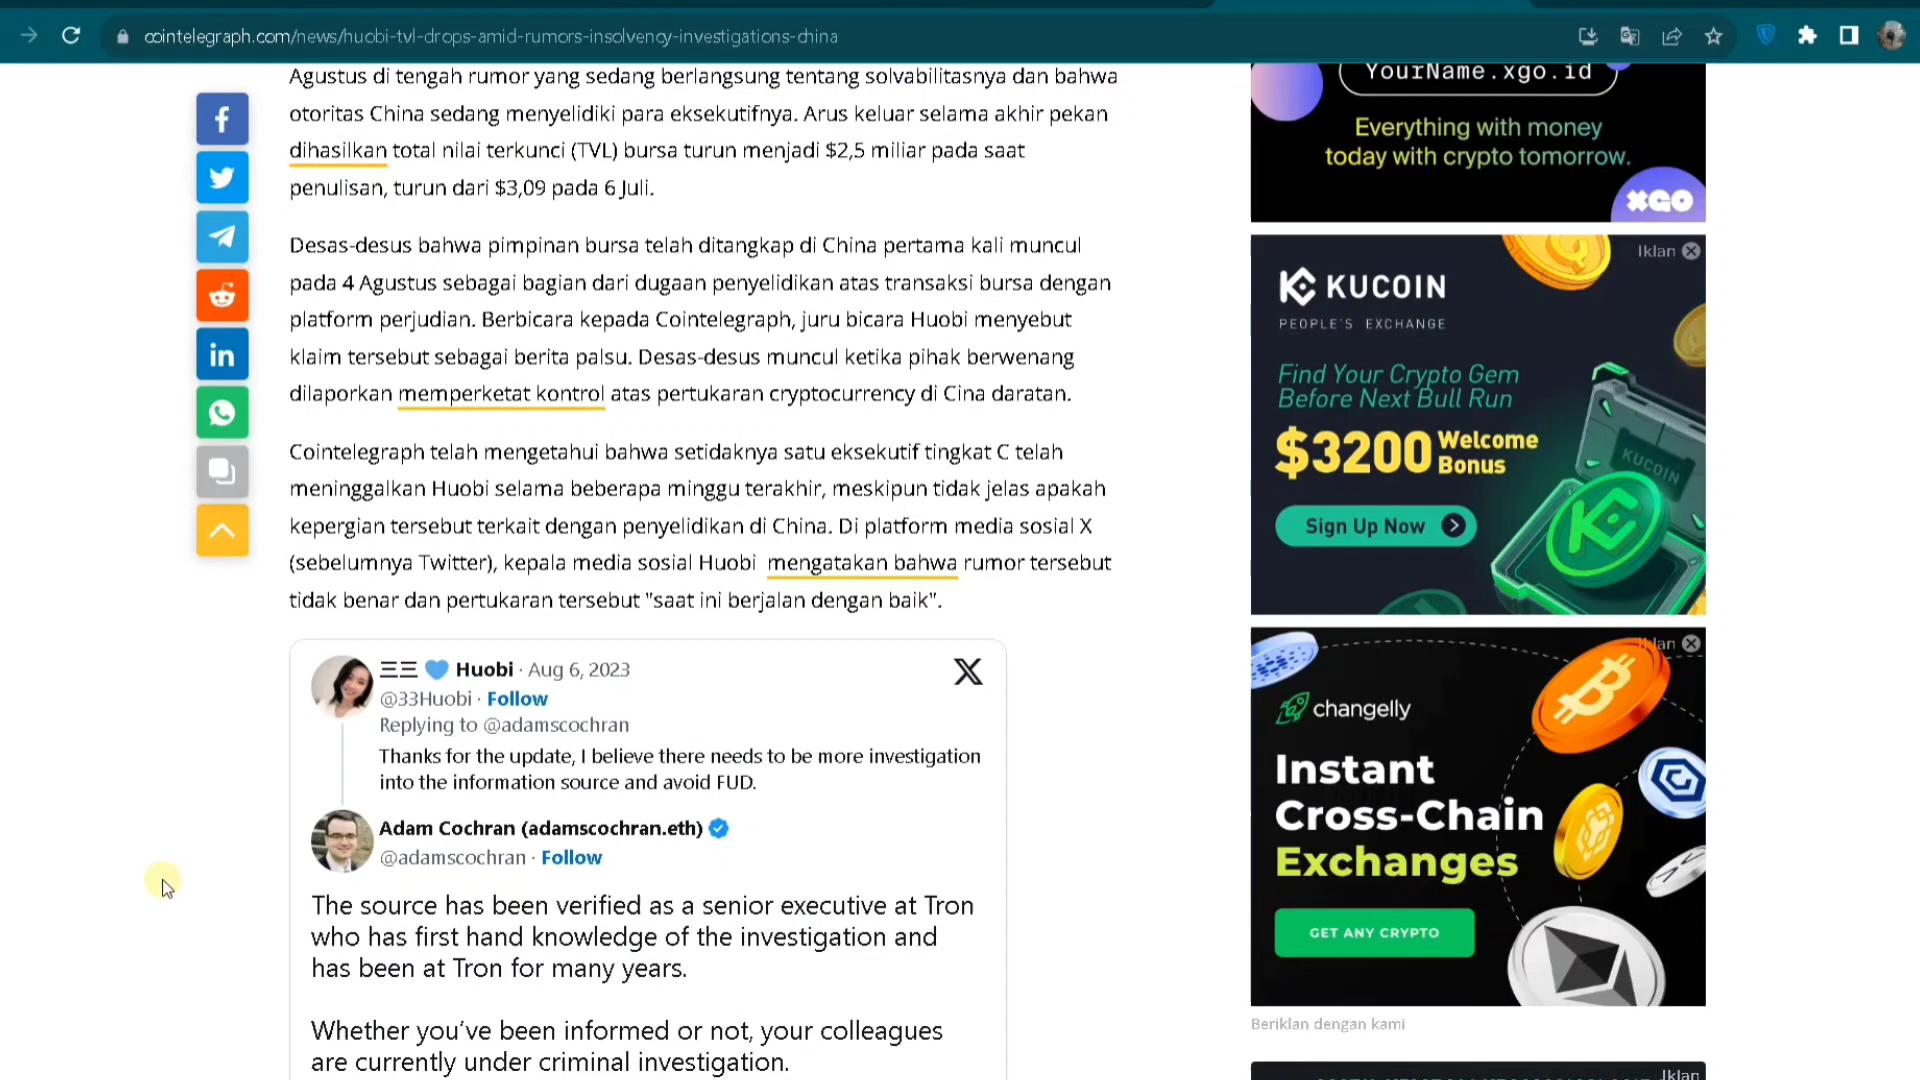 cointelegraph.com/news/huobi-tvl-drops-amid-rumors-insolvency-investigations-china
Agustus di tengah rumor yang sedang berlangsung tentang solvabilitasnya dan bahwa
otoritas China sedang menyelidiki para eksekutifnya. Arus keluar selama akhir pekan
dihasilkan total nilai terkunci (TVL) bursa turun menjadi $2,5 miliar pada saat
penulisan, turun dari $3,09 pada 6 Juli.
Desas-desus bahwa pimpinan bursa telah ditangkap di China pertama kali muncul
pada 4 Agustus sebagai bagian dari dugaan penyelidikan atas transaksi bursa dengan
platform perjudian. Berbicara kepada Cointelegraph, juru bicara Huobi menyebut
klaim tersebut sebagai berita palsu. Desas-desus muncul ketika pihak berwenang
dilaporkan memperketat kontrol atas pertukaran cryptocurrency di Cina daratan.
Cointelegraph telah mengetahui bahwa setidaknya satu eksekutif tingkat C telah
meninggalkan Huobi selama beberapa minggu terakhir, meskipun tidak jelas apakah
kepergian tersebut terkait dengan penyelidikan di China. Di platform media sosial X
(sebelumnya Twitter), kepala media sosial Huobi mengatakan bahwa rumor tersebut
tidak benar dan pertukaran tersebut "saat ini berjalan dengan baik".
三三 💙 Huobi · Aug 6, 2023
@33Huobi · Follow
Replying to @adamscochran
Thanks for the update, I believe there needs to be more investigation
into the information source and avoid FUD.
Adam Cochran (adamscochran.eth)
@adamscochran · Follow
The source has been verified as a senior executive at Tron
who has first hand knowledge of the investigation and
has been at Tron for many years.
Whether you've been informed or not, your colleagues
are currently under criminal investigation.
YourName.xgo.id
Everything with money
today with crypto tomorrow.
XGO
Iklan
KUCOIN
PEOPLE'S EXCHANGE
Find Your Crypto Gem
Before Next Bull Run
$3200 Welcome
Bonus
Sign Up Now
KUCOIN
Iklan
changelly
Instant
Cross-Chain
Exchanges
GET ANY CRYPTO
Beriklan dengan kami
Iklan